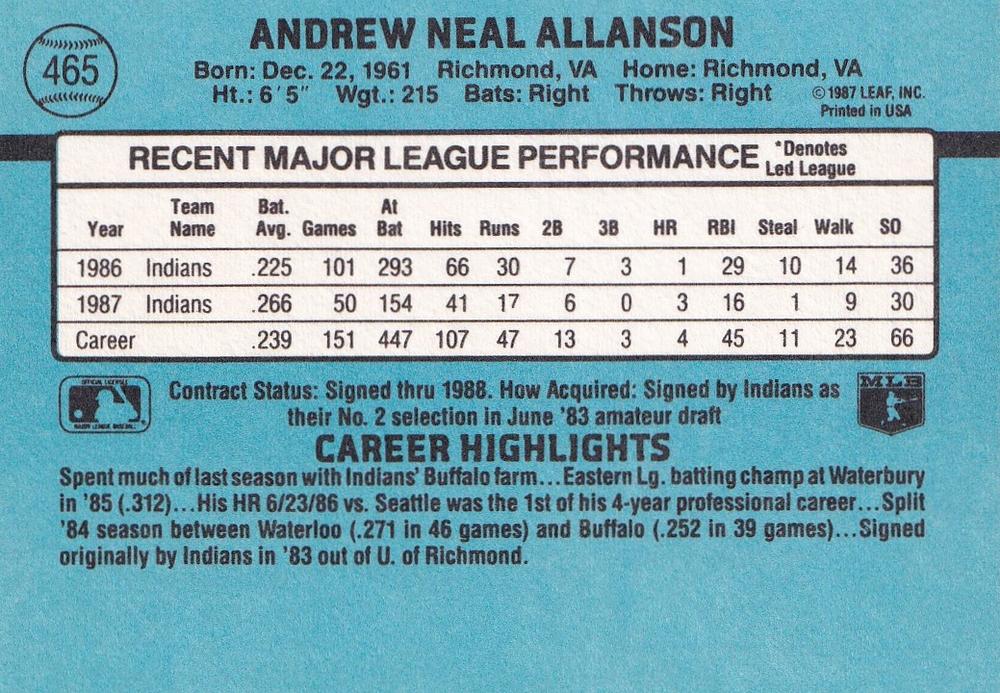 465
ANDREW NEAL ALLANSON
Born: Dec. 22, 1961 Richmond, VA Home: Richmond, VA
Ht.: 6'5" Wgt.: 215 Bats: Right Throws: Right
©1987 LEAF, INC.
Printed in USA
RECENT MAJOR LEAGUE PERFORMANCE *Denotes
Led League
Year Team Name Bat. Avg. Games At Bat Hits Runs 2B 3B HR RBI Steal Walk SO
1986 Indians .225 101 293 66 30 7 3 1 29 10 14 36
1987 Indians .266 50 154 41 17 6 0 3 16 1 9 30
Career .239 151 447 107 47 13 3 4 45 11 23 66
OFFICIAL LICENSEE
MAJOR LEAGUE BASEBALL
Contract Status: Signed thru 1988. How Acquired: Signed by Indians as
their No. 2 selection in June '83 amateur draft
MLB
CAREER HIGHLIGHTS
Spent much of last season with Indians' Buffalo farm...Eastern Lg. batting champ at Waterbury
in '85 (.312)...His HR 6/23/86 vs. Seattle was the 1st of his 4-year professional career...Split
'84 season between Waterloo (.271 in 46 games) and Buffalo (.252 in 39 games)...Signed
originally by Indians in '83 out of U. of Richmond.